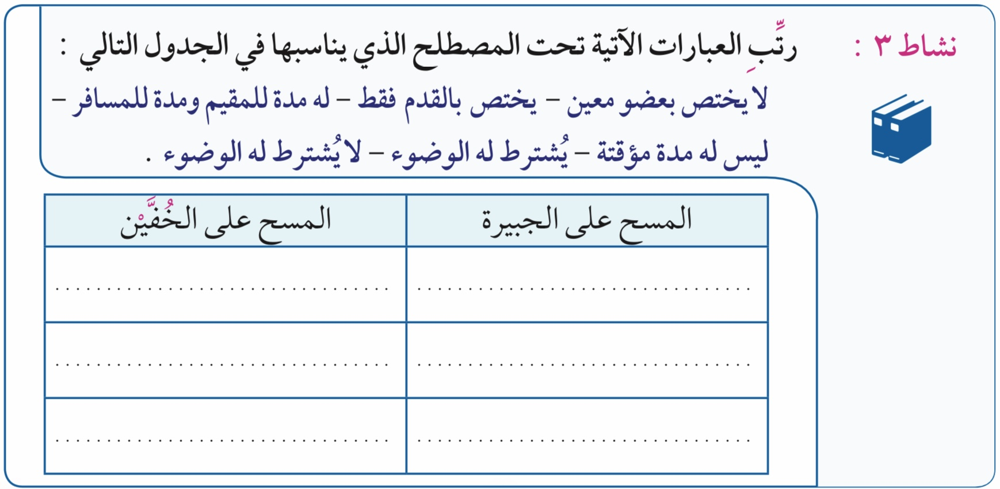 نشاط ٣ : رتِّبِ العبارات الآتية تحت المصطلح الذي يناسبها في الجدول التالي :
لا يختص بعضو معين – يختص بالقدم فقط – له مدة للمقيم ومدة للمسافر –
ليس له مدة مؤقتة – يُشترط له الوضوء – لا يُشترط له الوضوء .
المسح على الجبيرة المسح على الخُفَّيْن